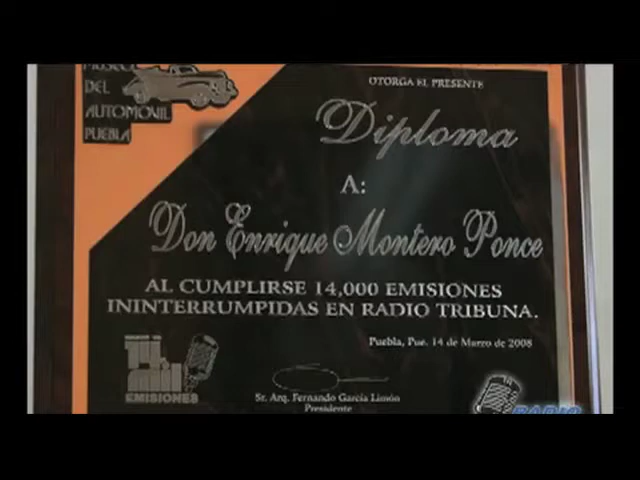 MUSEO
DEL
AUTOMOVIL
PUEBLA
OTORGA EL PRESENTE
Diploma
A:
Don Enrique Montero Ponce
AL CUMPLIRSE 14,000 EMISIONES
ININTERRUMPIDAS EN RADIO TRIBUNA.
Puebla, Pue. 14 de Marzo de 2008
EMISIONES
Sr. Arq. Fernando García Limón
Presidente
RADIO